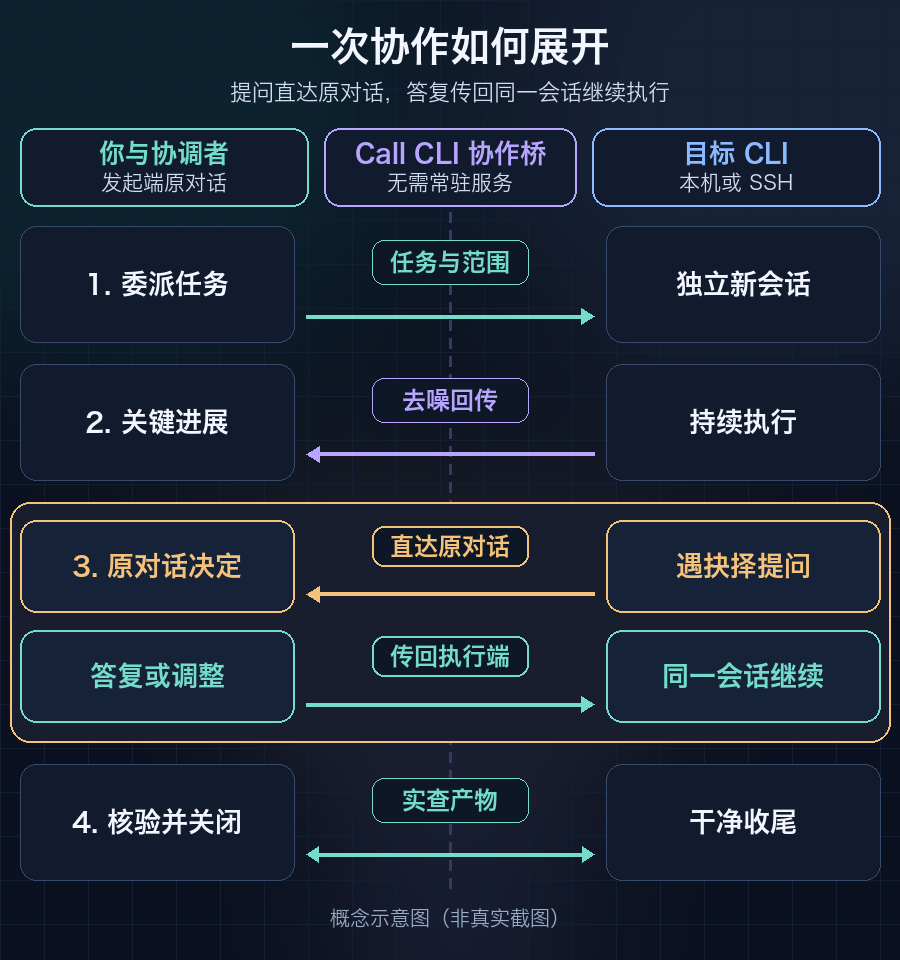 一次协作如何展开
提问直达原对话，答复传回同一会话继续执行
你与协调者
发起端原对话
Call CLI 协作桥
无需常驻服务
目标 CLI
本机或 SSH
1. 委派任务
任务与范围
独立新会话
2. 关键进展
去噪回传
持续执行
3. 原对话决定
直达原对话
遇抉择提问
答复或调整
传回执行端
同一会话继续
4. 核验并关闭
实查产物
干净收尾
概念示意图（非真实截图）